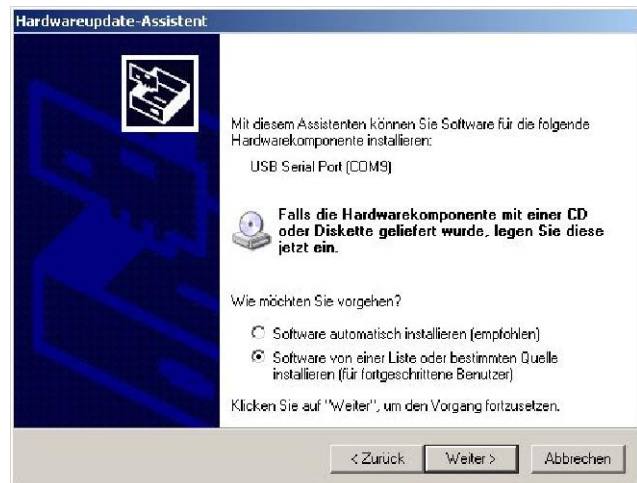 Hardwareupdate-Assistent
Mit diesem Assistenten können Sie Software für die folgende
Hardwarekomponente installieren:
USB Serial Port (COM9)
Falls die Hardwarekomponente mit einer CD
oder Diskette geliefert wurde, legen Sie diese
jetzt ein.
Wie möchten Sie vorgehen?
Software automatisch installieren (empfohlen)
Software von einer Liste oder bestimmten Quelle
installieren (für fortgeschrittene Benutzer)
Klicken Sie auf "Weiter", um den Vorgang fortzusetzen.
< Zurück Weiter > Abbrechen